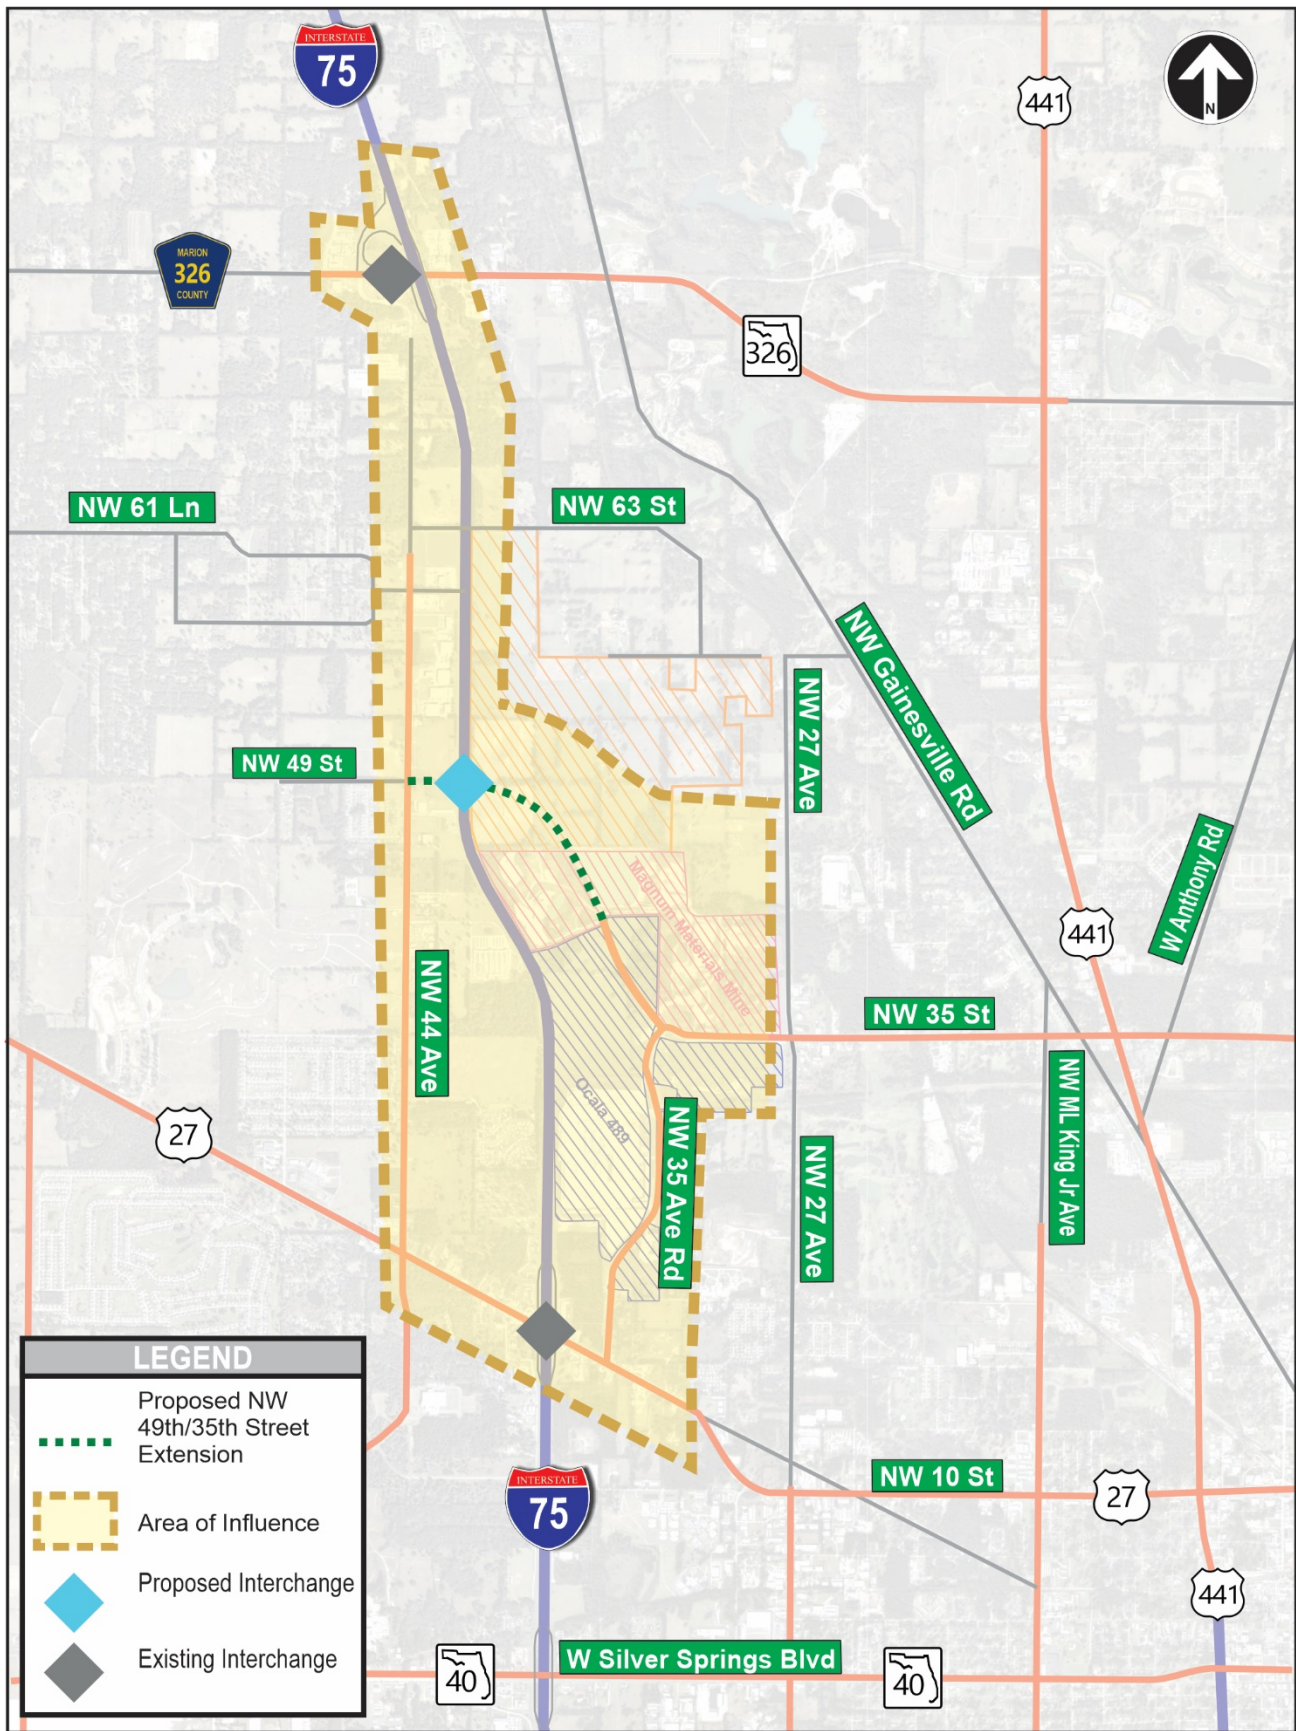 INTERSTATE
75
441
N
MARION
326
COUNTY
326
NW 61 Ln
NW 63 St
NW Gainesville Rd
NW 27 Ave
NW 49 St
W Anthony Rd
Magnum Materials Mine
441
NW 44 Ave
NW 35 St
NW ML King Jr Ave
Ocala 489
27
NW 35 Ave Rd
NW 27 Ave
LEGEND
Proposed NW
49th/35th Street
Extension
Area of Influence
Proposed Interchange
Existing Interchange
INTERSTATE
75
NW 10 St
27
441
W Silver Springs Blvd
40
40